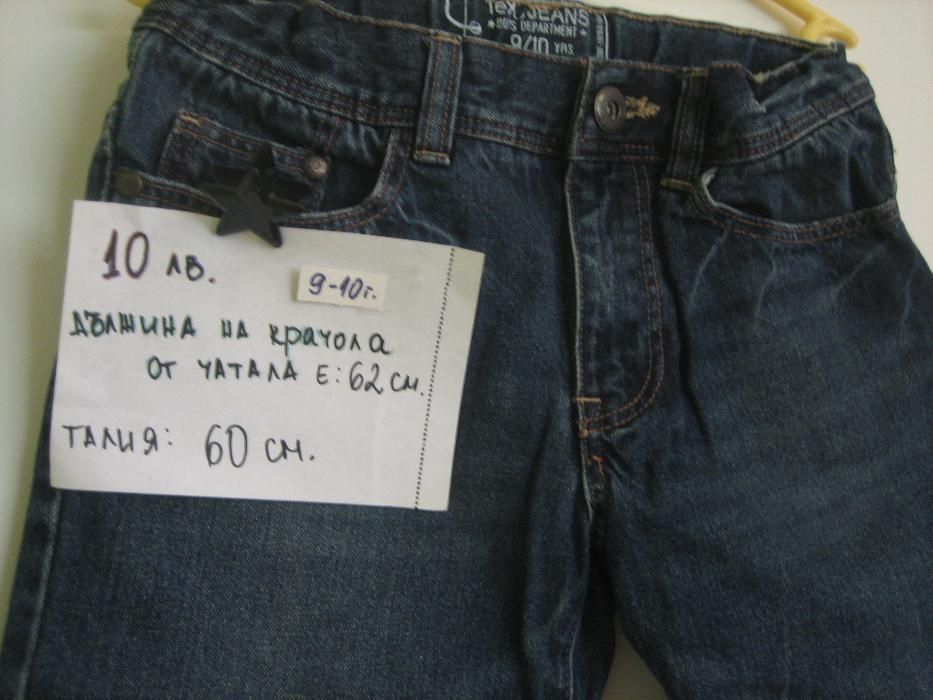 Tex. JEANS
DEPARTMENT
9/10 YRS
10 лв.
9-10г.
ДЪЛЖИНА НА крачола
ОТ ЧАТАЛА Е: 62 см.
ТАЛИЯ: 60 см.